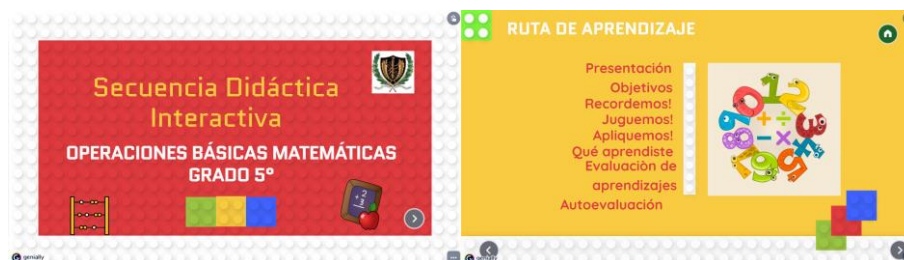 Secuencia Didáctica
Interactiva
OPERACIONES BÁSICAS MATEMÁTICAS
GRADO 5°
genially
RUTA DE APRENDIZAJE
Presentación
Objetivos
Recordemos!
Juguemos!
Apliquemos!
Qué aprendiste
Evaluaciòn de
aprendizajes
Autoevaluación
genially